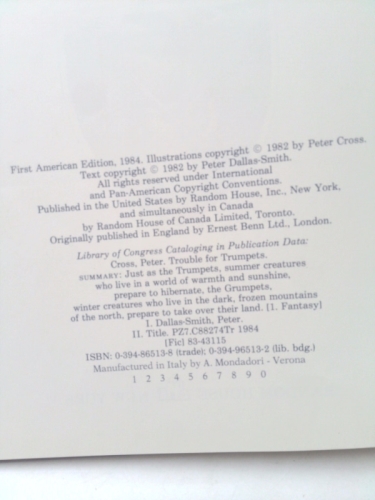 First American Edition, 1984. Illustrations copyright © 1982 by Peter Cross.
Text copyright © 1982 by Peter Dallas-Smith.
All rights reserved under International
and Pan-American Copyright Conventions.
Published in the United States by Random House, Inc., New York,
and simultaneously in Canada
by Random House of Canada Limited, Toronto.
Originally published in England by Ernest Benn Ltd., London.
Library of Congress Cataloging in Publication Data:
Cross, Peter. Trouble for Trumpets.
SUMMARY: Just as the Trumpets, summer creatures
who live in a world of warmth and sunshine,
prepare to hibernate, the Grumpets,
winter creatures who live in the dark, frozen mountains
of the north, prepare to take over their land. [1. Fantasy]
I. Dallas-Smith, Peter.
II. Title. PZ7.C88274Tr 1984
[Fic] 83-43115
ISBN: 0-394-86513-8 (trade); 0-394-96513-2 (lib. bdg.)
Manufactured in Italy by A. Mondadori - Verona
1 2 3 4 5 6 7 8 9 0